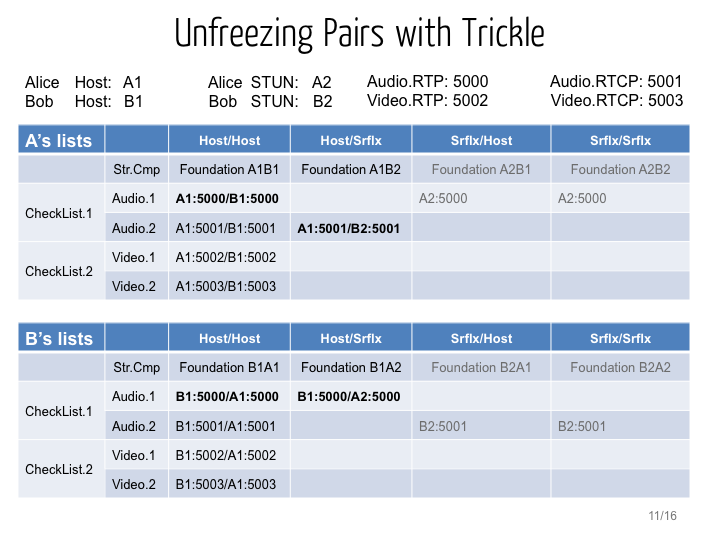 Unfreezing Pairs with Trickle
Alice Host: A1 Alice STUN: A2 Audio.RTP: 5000 Audio.RTCP: 5001
Bob Host: B1 Bob STUN: B2 Video.RTP: 5002 Video.RTCP: 5003
A's lists Host/Host Host/Srflx Srflx/Host Srflx/Srflx
Str.Cmp Foundation A1B1 Foundation A1B2 Foundation A2B1 Foundation A2B2
CheckList.1
Audio.1 A1:5000/B1:5000 A2:5000 A2:5000
Audio.2 A1:5001/B1:5001 A1:5001/B2:5001
CheckList.2
Video.1 A1:5002/B1:5002
Video.2 A1:5003/B1:5003
B's lists Host/Host Host/Srflx Srflx/Host Srflx/Srflx
Str.Cmp Foundation B1A1 Foundation B1A2 Foundation B2A1 Foundation B2A2
CheckList.1
Audio.1 B1:5000/A1:5000 B1:5000/A2:5000
Audio.2 B1:5001/A1:5001 B2:5001 B2:5001
CheckList.2
Video.1 B1:5002/A1:5002
Video.2 B1:5003/A1:5003
11/16